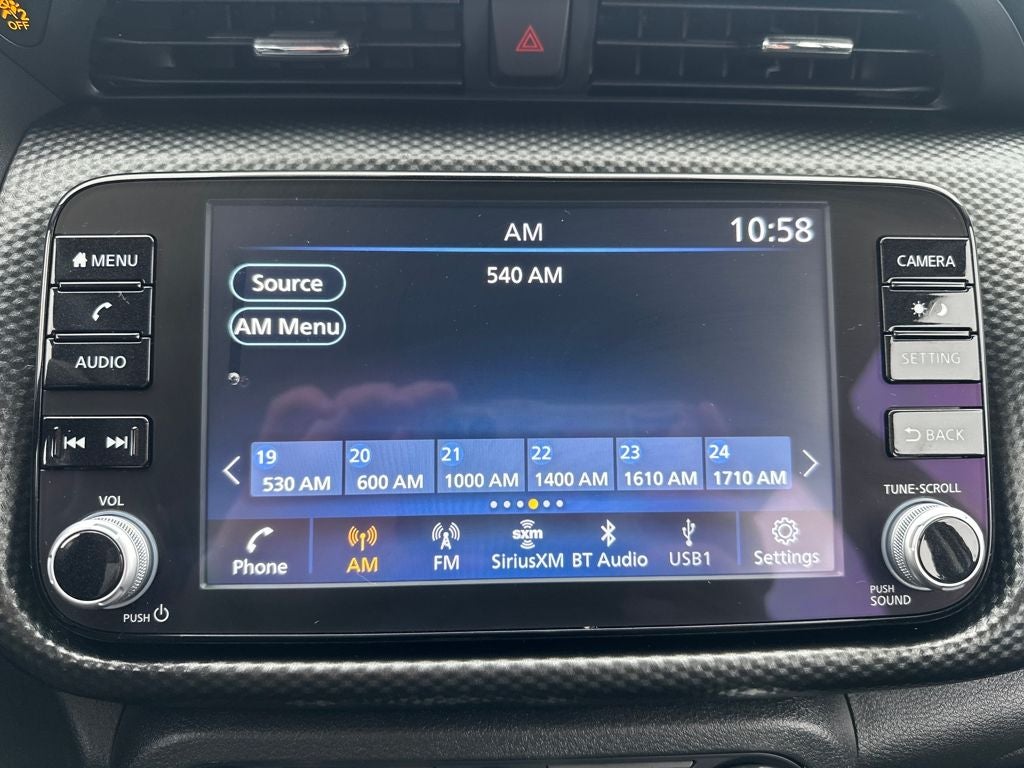 OFF
AM 10:58
540 AM
Source
AM Menu
19 20 21 22 23 24
530 AM 600 AM 1000 AM 1400 AM 1610 AM 1710 AM
sxm
Phone AM FM SiriusXM BT Audio USB1 Settings
MENU
AUDIO
VOL
PUSH
CAMERA
SETTING
BACK
TUNE·SCROLL
PUSH
SOUND